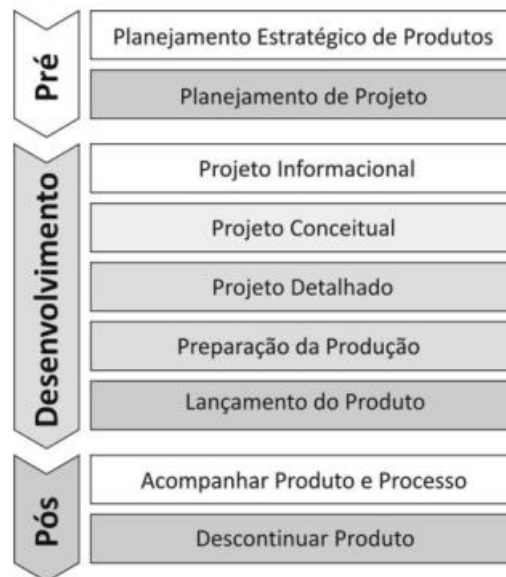 Pré
Planejamento Estratégico de Produtos
Planejamento de Projeto
Desenvolvimento
Projeto Informacional
Projeto Conceitual
Projeto Detalhado
Preparação da Produção
Lançamento do Produto
Pós
Acompanhar Produto e Processo
Descontinuar Produto